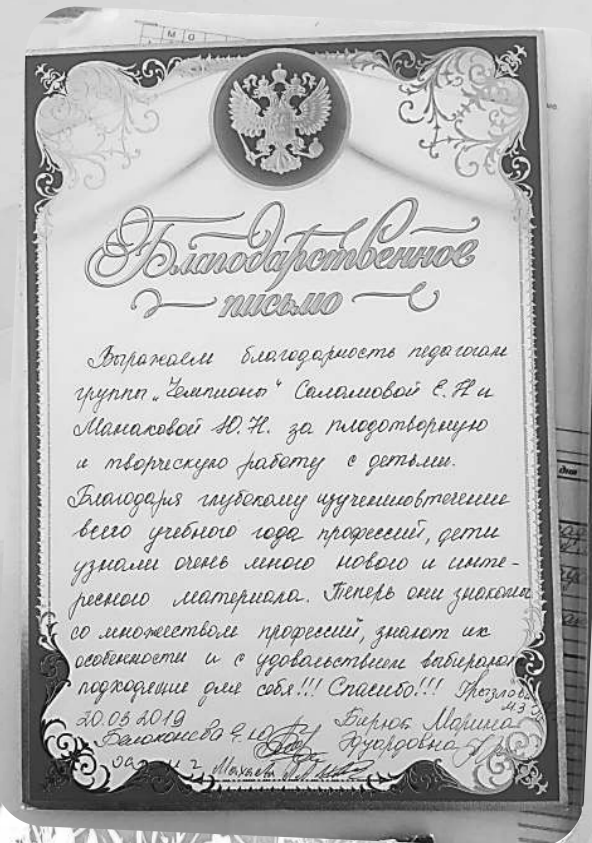 Благодарственное
письмо
Выражаем благодарность педагогам
группы „Чемпионы" Саламовой Е. Н и
Манаковой Ю. Н. за плодотворную
и творческую работу с детьми.
Благодаря глубокому изучению в течение
всего учебного года профессий, дети
узнали очень много нового и инте-
ресного материала. Теперь они знакомы
со множеством профессий, знают их
особенности и с удовольствием выбирают
подходящие для себя!!! Спасибо!!!
20.05 2019 Бирюк Марина
Эдуардовна